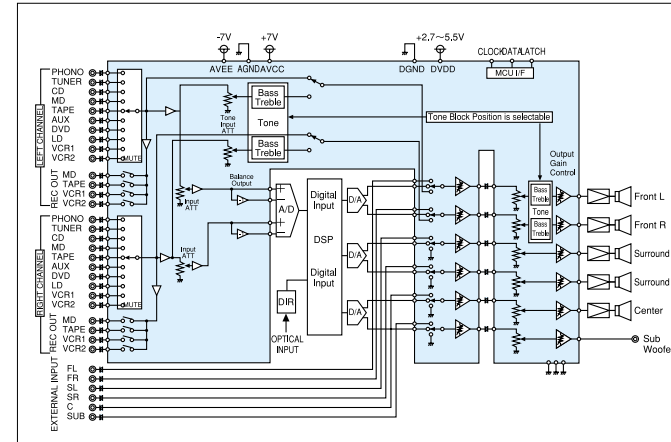 -7V
+7V
+2.7～5.5V
AVEE
AGND
AVCC
DGND
DVDD
CLOCK
DATA
LATCH
MCU I/F
LEFT CHANNEL
PHONO
TUNER
CD
MD
TAPE
AUX
DVD
LD
VCR1
VCR2
MUTE
REC OUT
MD
TAPE
VCR1
VCR2
RIGHT CHANNEL
PHONO
TUNER
CD
MD
TAPE
AUX
DVD
LD
VCR1
VCR2
MUTE
REC OUT
MD
TAPE
VCR1
VCR2
EXTERNAL INPUT
FL
FR
SL
SR
C
SUB
Tone
Input
ATT
Bass
Treble
Tone
Bass
Treble
Tone Block Position is selectable
Input
ATT
Input
ATT
Balance
Output
A/D
Digital
Input
DSP
Digital
Input
DIR
OPTICAL
INPUT
D/A
D/A
D/A
Output
Gain
Control
Bass
Treble
Tone
Bass
Treble
Front L
Front R
Surround
Surround
Center
Sub
Woofe